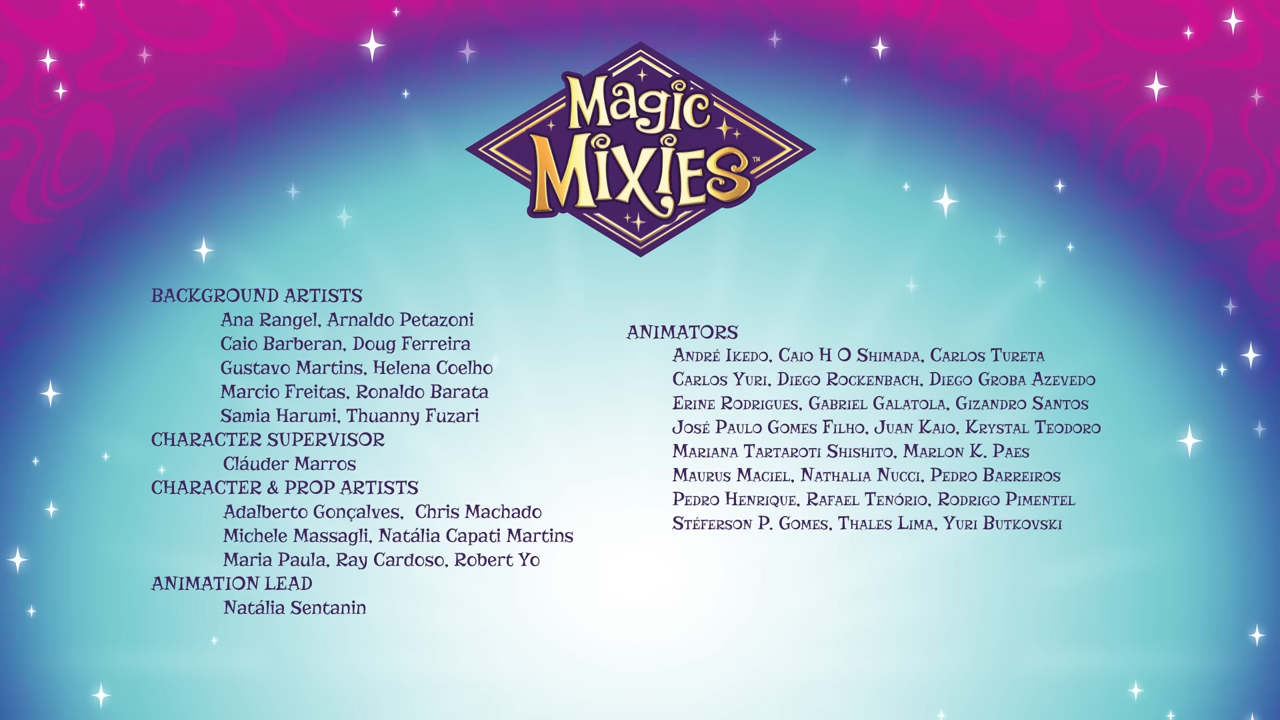 Magic
Mixies™
BACKGROUND ARTISTS
Ana Rangel, Arnaldo Petazoni
Caio Barberan, Doug Ferreira
Gustavo Martins, Helena Coelho
Marcio Freitas, Ronaldo Barata
Samia Harumi, Thuanny Fuzari
CHARACTER SUPERVISOR
Cláuder Marros
CHARACTER & PROP ARTISTS
Adalberto Gonçalves,  Chris Machado
Michele Massagli, Natália Capati Martins
Maria Paula, Ray Cardoso, Robert Yo
ANIMATION LEAD
Natália Sentanin
ANIMATORS
André Ikedo, Caio H O Shimada, Carlos Tureta
Carlos Yuri, Diego Rockenbach, Diego Groba Azevedo
Erine Rodrigues, Gabriel Galatola, Gizandro Santos
José Paulo Gomes Filho, Juan Kaio, Krystal Teodoro
Mariana Tartaroti Shishito, Marlon K. Paes
Maurus Maciel, Nathalia Nucci, Pedro Barreiros
Pedro Henrique, Rafael Tenório, Rodrigo Pimentel
Stéferson P. Gomes, Thales Lima, Yuri Butkovski